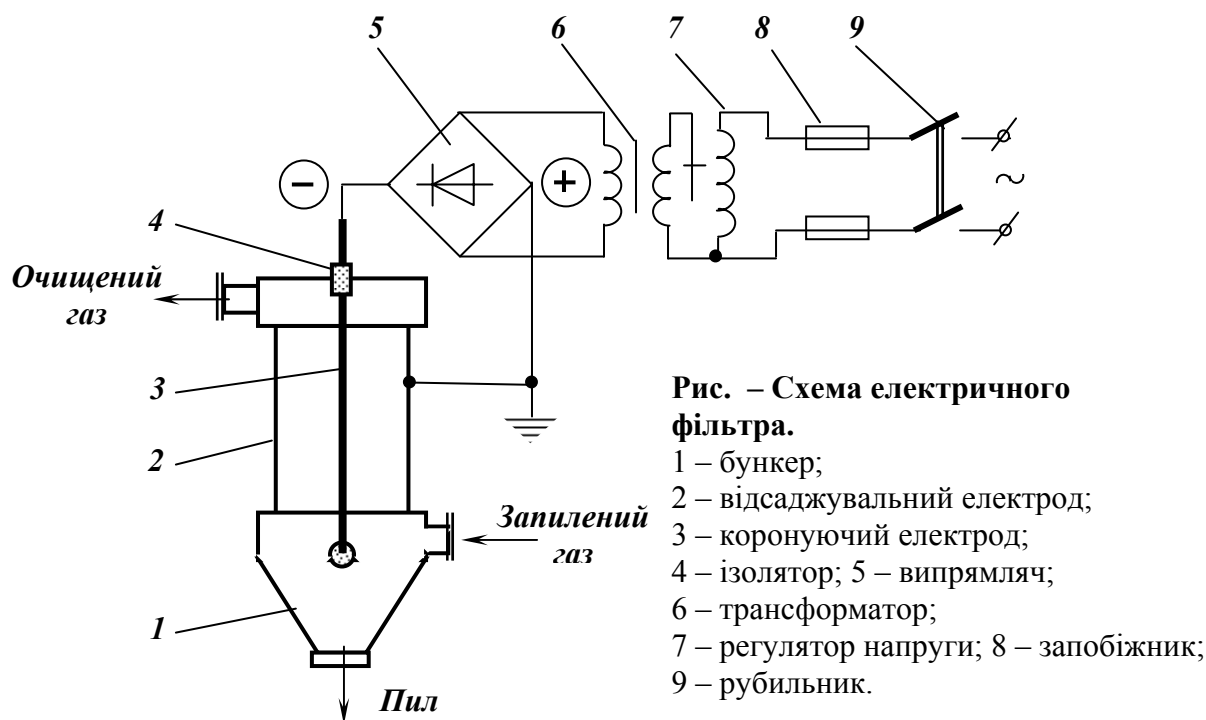 5
6
7
8
9
−
+
~
4
Очищений
газ
3
2
Запилений
газ
1
Пил
Рис. – Схема електричного
фільтра.
1 – бункер;
2 – відсаджувальний електрод;
3 – коронуючий електрод;
4 – ізолятор; 5 – випрямляч;
6 – трансформатор;
7 – регулятор напруги; 8 – запобіжник;
9 – рубильник.